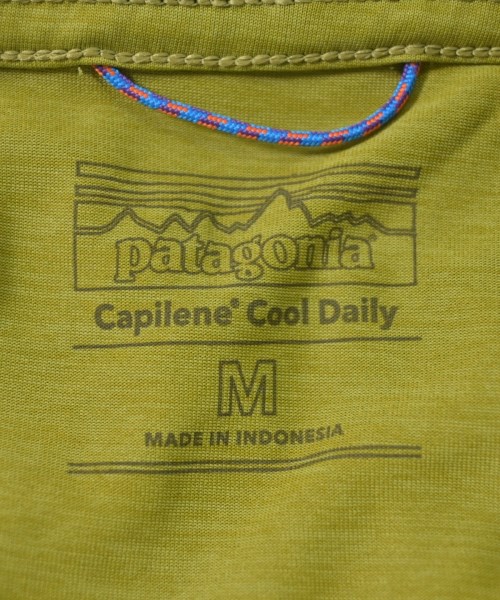 patagonia®
Capilene® Cool Daily
M
MADE IN INDONESIA